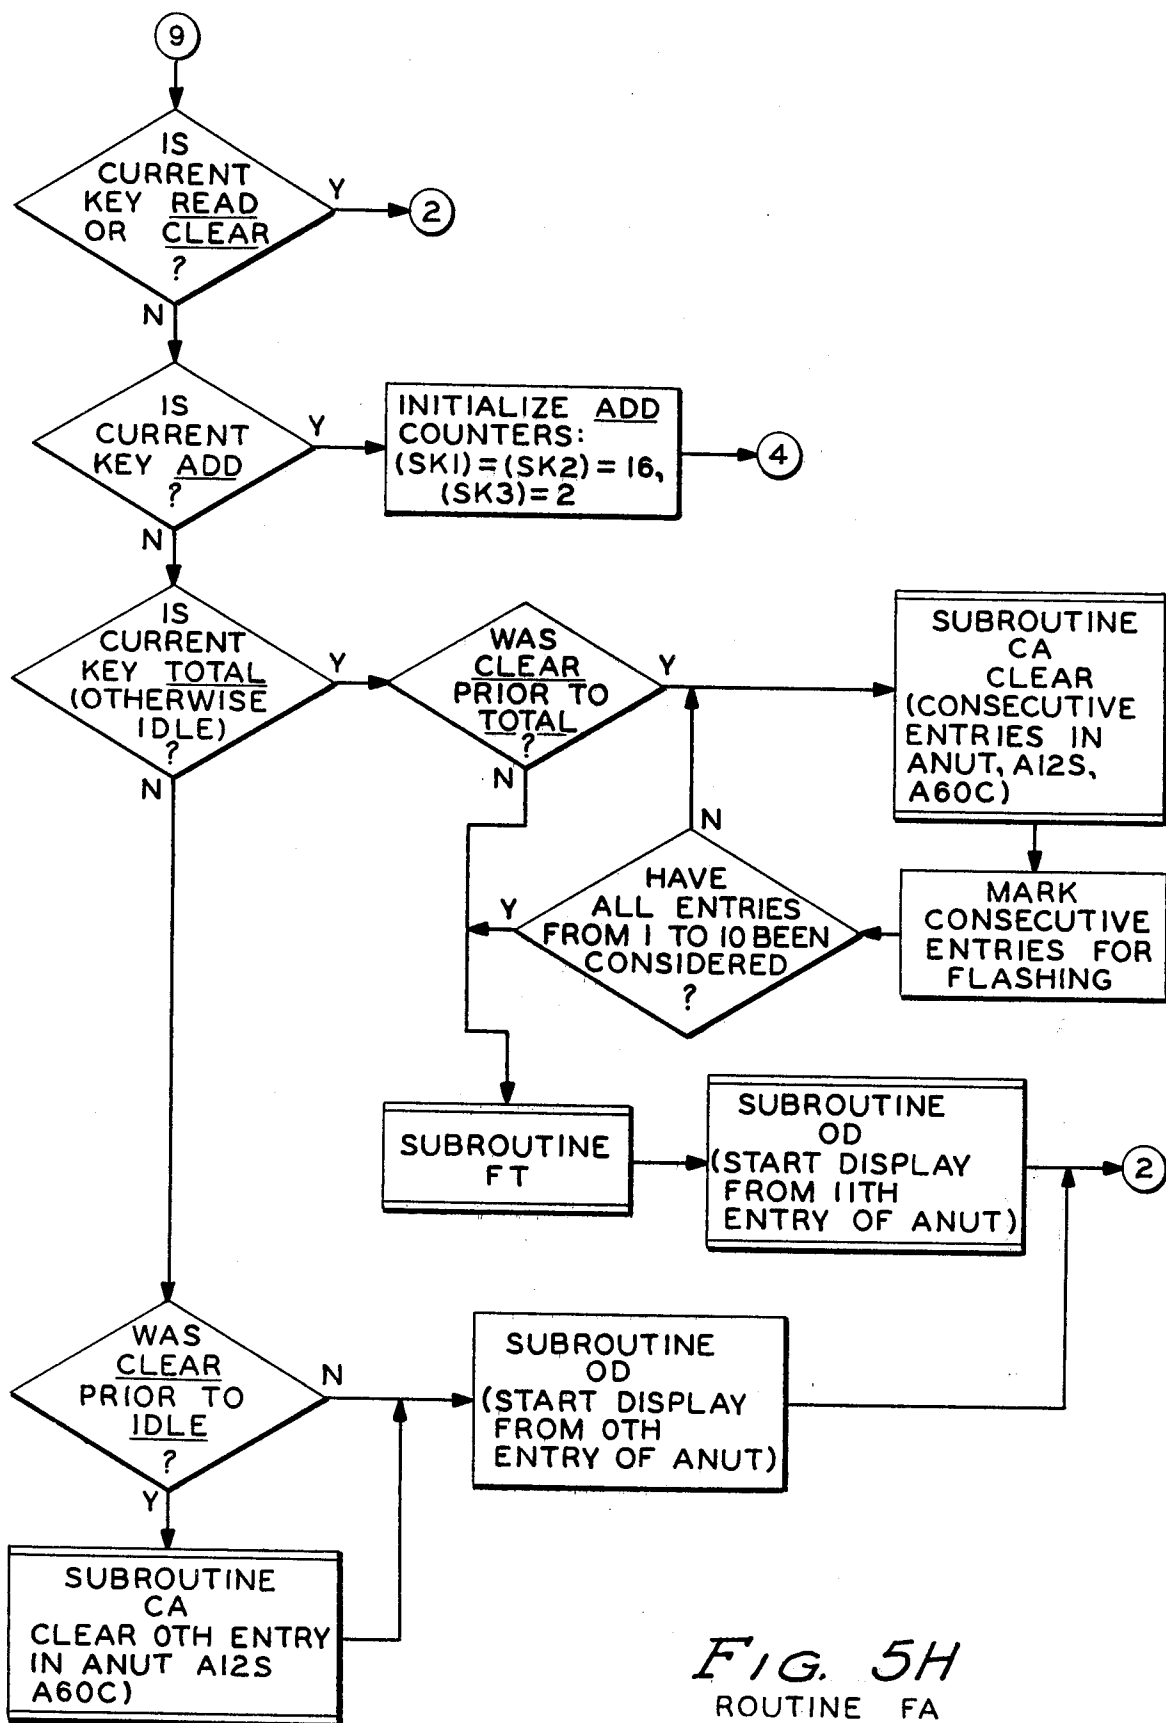 9
IS
CURRENT
KEY READ
OR CLEAR
?
Y
2
N
IS
CURRENT
KEY ADD
?
Y
INITIALIZE ADD
COUNTERS:
(SK1)=(SK2)=16,
(SK3)=2
4
N
IS
CURRENT
KEY TOTAL
(OTHERWISE
IDLE)
?
Y
N
WAS
CLEAR
PRIOR TO
TOTAL
?
Y
N
SUBROUTINE
CA
CLEAR
(CONSECUTIVE
ENTRIES IN
ANUT, A12S,
A60C)
MARK
CONSECUTIVE
ENTRIES FOR
FLASHING
N
HAVE
ALL ENTRIES
FROM 1 TO 10 BEEN
CONSIDERED
?
Y
SUBROUTINE
FT
SUBROUTINE
OD
(START DISPLAY
FROM 11TH
ENTRY OF ANUT)
2
WAS
CLEAR
PRIOR TO
IDLE
?
N
Y
SUBROUTINE
OD
(START DISPLAY
FROM 0TH
ENTRY OF ANUT)
SUBROUTINE
CA
CLEAR 0TH ENTRY
IN ANUT A12S
A60C)
FIG. 5H
ROUTINE FA